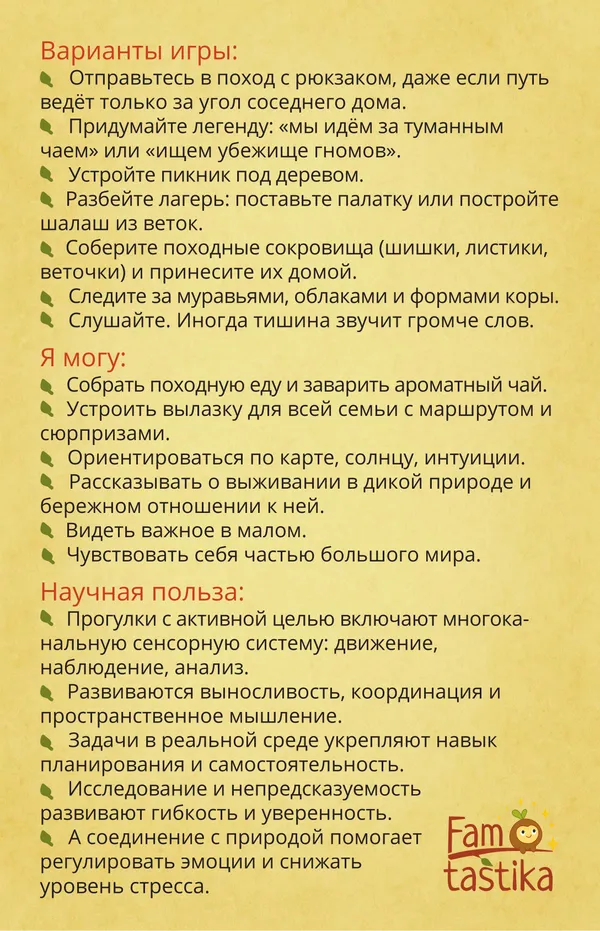 Варианты игры:
Отправьтесь в поход с рюкзаком, даже если путь
ведёт только за угол соседнего дома.
Придумайте легенду: «мы идём за туманным
чаем» или «ищем убежище гномов».
Устройте пикник под деревом.
Разбейте лагерь: поставьте палатку или постройте
шалаш из веток.
Соберите походные сокровища (шишки, листики,
веточки) и принесите их домой.
Следите за муравьями, облаками и формами коры.
Слушайте. Иногда тишина звучит громче слов.
Я могу:
Собрать походную еду и заварить ароматный чай.
Устроить вылазку для всей семьи с маршрутом и
сюрпризами.
Ориентироваться по карте, солнцу, интуиции.
Рассказывать о выживании в дикой природе и
бережном отношении к ней.
Видеть важное в малом.
Чувствовать себя частью большого мира.
Научная польза:
Прогулки с активной целью включают многока-
нальную сенсорную систему: движение,
наблюдение, анализ.
Развиваются выносливость, координация и
пространственное мышление.
Задачи в реальной среде укрепляют навык
планирования и самостоятельность.
Исследование и непредсказуемость
развивают гибкость и уверенность.
А соединение с природой помогает
регулировать эмоции и снижать
уровень стресса.
Fam
tastika